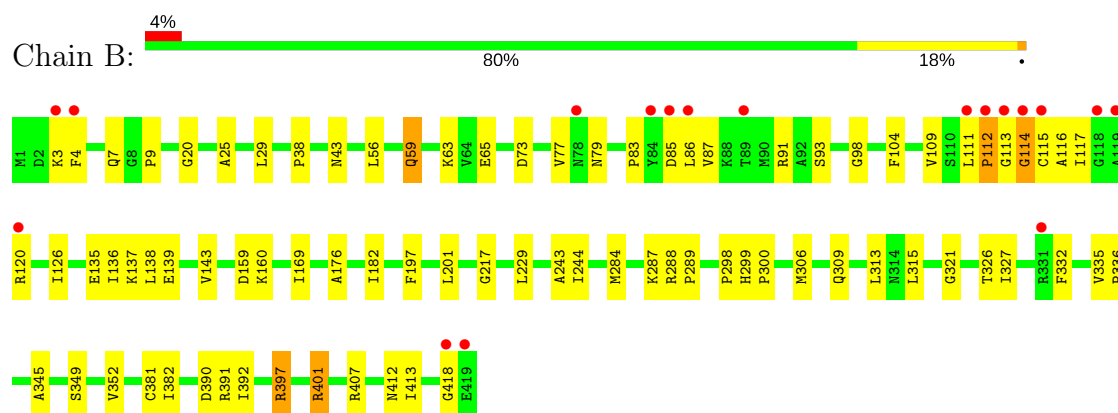 4%
Chain B:
80% 18% •
M1 D2 K3 F4 Q7 G8 P9 G20 A25 L29 P38 N43 L56 Q59 K63 V64 E65 D73 V77 N78 N79 P83 Y84 D85 L86 V87 K88 T89 M90 R91 A92 S93 G98 F104 V109 S110 L111 P112 G113 G114 C115 A116 I117 G118 A119
R120 I126 E135 I136 K137 L138 E139 V143 D159 K160 I169 A176 I182 F197 L201 G217 L229 A243 I244 M284 K287 R288 P289 P298 H299 P300 M306 Q309 L313 N314 L315 G321 T326 I327 R331 F332 V335
A345 S349 V352 C381 I382 D390 R391 I392 R397 R401 R407 N412 I413 G418 E419